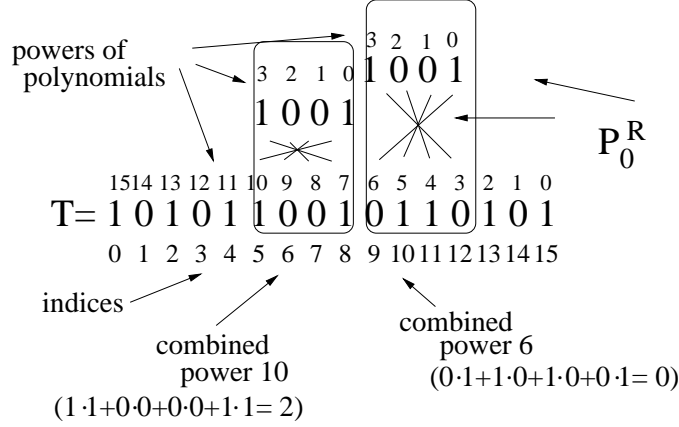 powers of
polynomials
3 2 1 0
1 0 0 1
3 2 1 0
1 0 0 1
P₀ᴿ
15 14 13 12 11 10 9 8 7 6 5 4 3 2 1 0
T= 1 0 1 0 1 1 0 0 1 0 1 1 0 1 0 1
0 1 2 3 4 5 6 7 8 9 10 11 12 13 14 15
indices
combined
power 10
(1·1+0·0+0·0+1·1= 2)
combined
power 6
(0·1+1·0+1·0+0·1= 0)